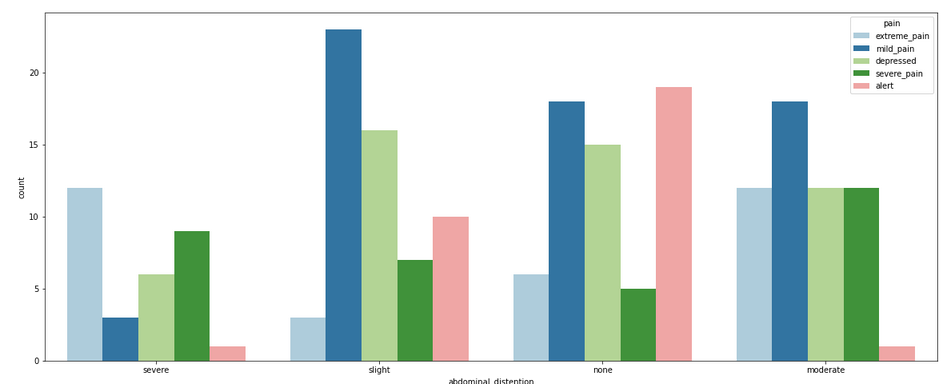 pain
extreme_pain
mild_pain
depressed
severe_pain
alert
count
20
15
10
5
0
severe slight none moderate
abdominal_distention